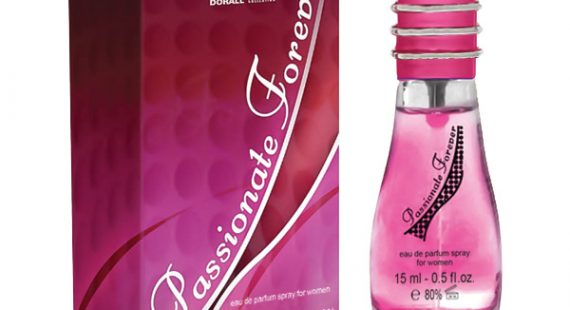 DORALL
Passionate Forever
eau de parfum spray for women
Passionate Forever
eau de parfum spray
for women
15 ml - 0.5 fl.oz.
e 80%